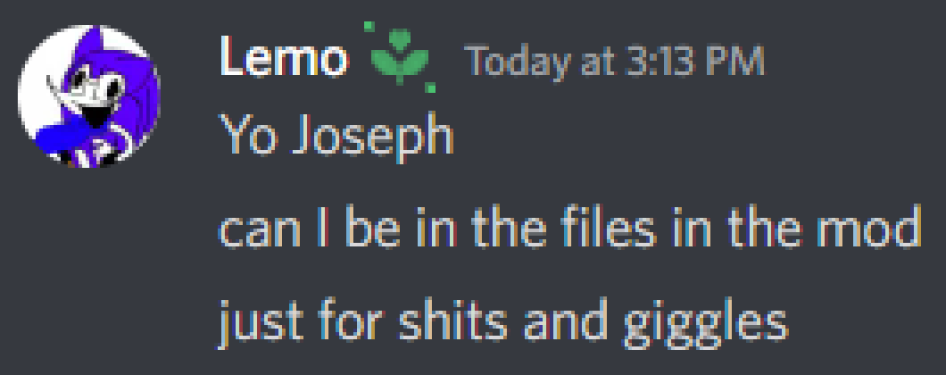 Lemo Today at 3:13 PM
Yo Joseph
can I be in the files in the mod
just for shits and giggles